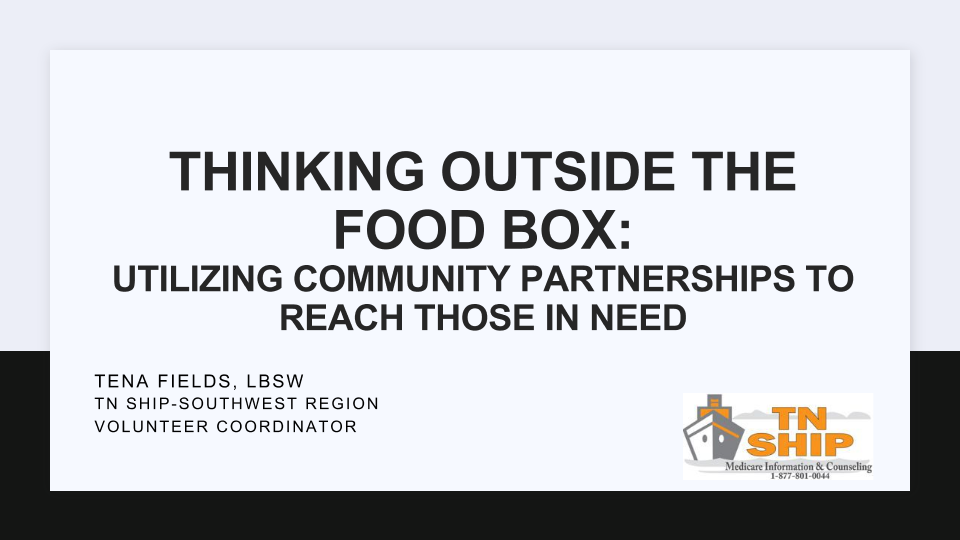 THINKING OUTSIDE THE
FOOD BOX:
UTILIZING COMMUNITY PARTNERSHIPS TO
REACH THOSE IN NEED
TENA FIELDS, LBSW
TN SHIP-SOUTHWEST REGION
VOLUNTEER COORDINATOR
TN
SHIP
Medicare Information & Counseling
1-877-801-0044